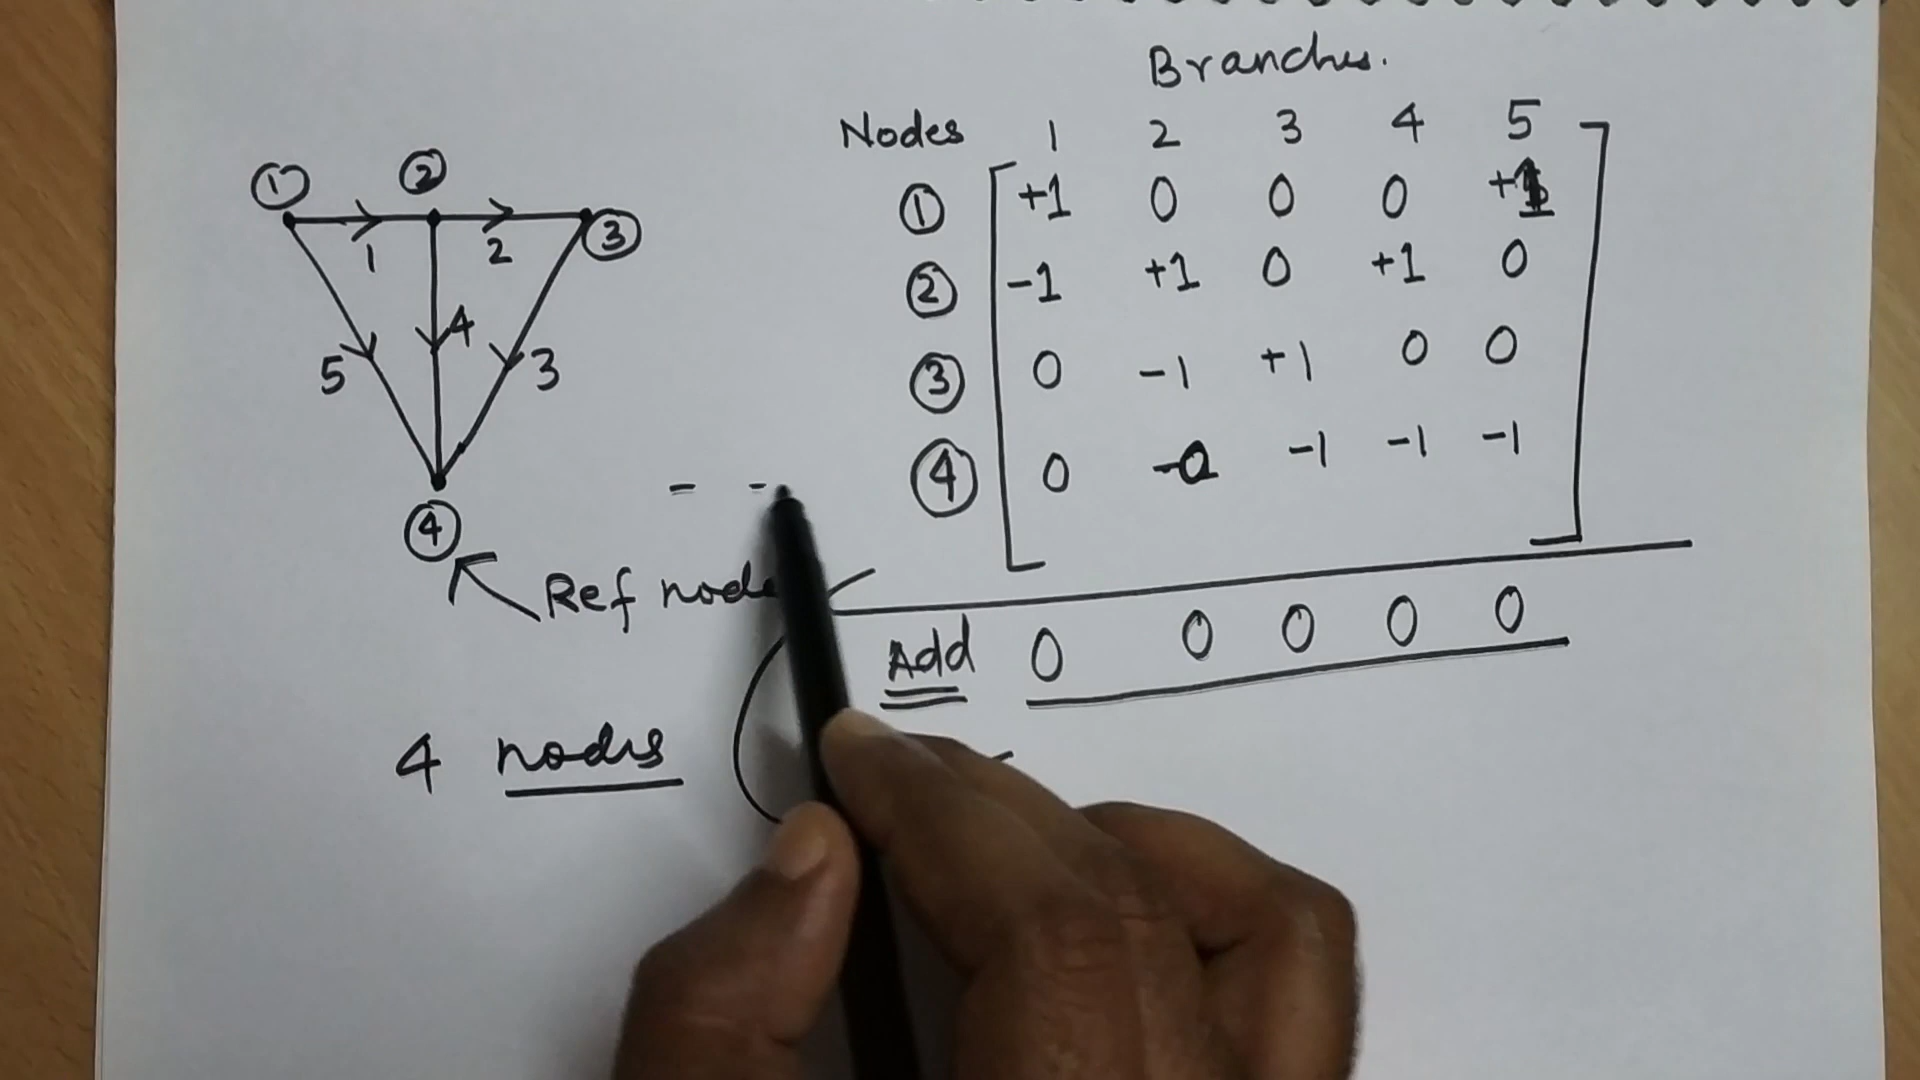 Branches.
Nodes 1 2 3 4 5
① +1 0 0 0 +1
② -1 +1 0 +1 0
③ 0 -1 +1 0 0
④ 0 -0 -1 -1 -1
Add 0 0 0 0 0
① ② ③
1 2
4
5 3
④
- -
Ref node
4 nodes